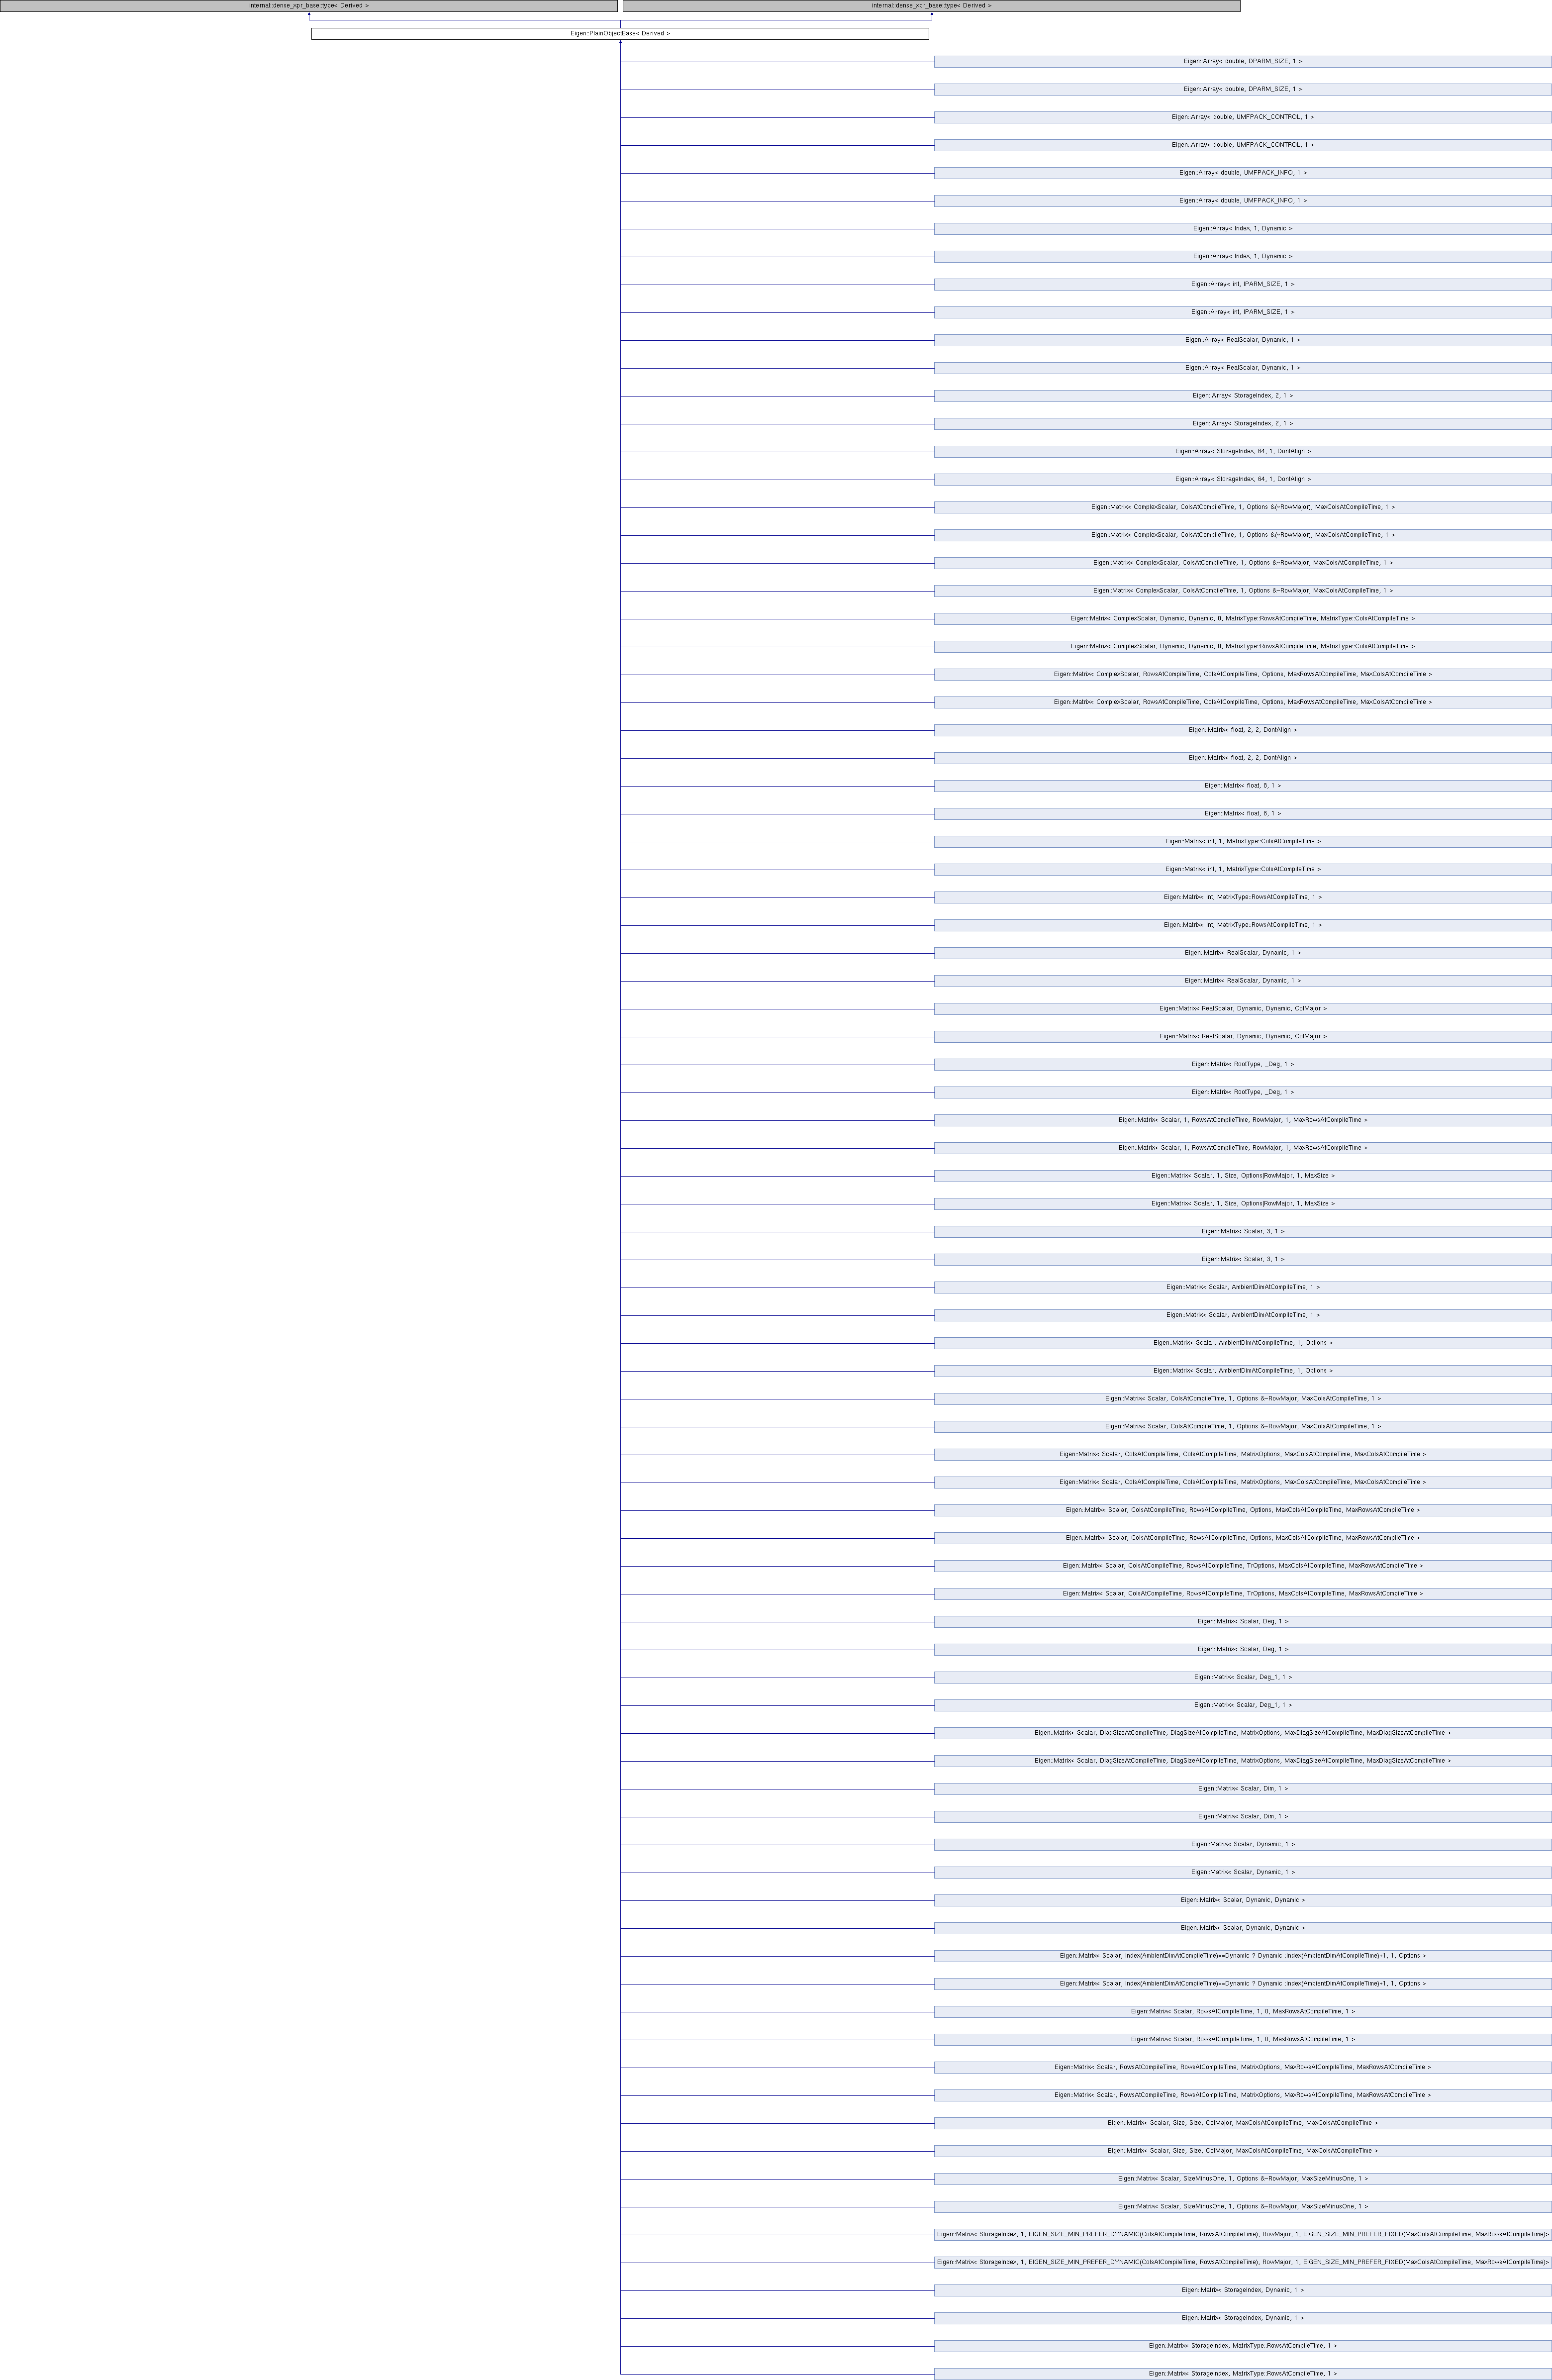 internal::dense_xpr_base::type< Derived >
internal::dense_xpr_base::type< Derived >
Eigen::PlainObjectBase< Derived >
Eigen::Array< double, DPARM_SIZE, 1 >
Eigen::Array< double, DPARM_SIZE, 1 >
Eigen::Array< double, UMFPACK_CONTROL, 1 >
Eigen::Array< double, UMFPACK_CONTROL, 1 >
Eigen::Array< double, UMFPACK_INFO, 1 >
Eigen::Array< double, UMFPACK_INFO, 1 >
Eigen::Array< Index, 1, Dynamic >
Eigen::Array< Index, 1, Dynamic >
Eigen::Array< int, IPARM_SIZE, 1 >
Eigen::Array< int, IPARM_SIZE, 1 >
Eigen::Array< RealScalar, Dynamic, 1 >
Eigen::Array< RealScalar, Dynamic, 1 >
Eigen::Array< StorageIndex, 2, 1 >
Eigen::Array< StorageIndex, 2, 1 >
Eigen::Array< StorageIndex, 64, 1, DontAlign >
Eigen::Array< StorageIndex, 64, 1, DontAlign >
Eigen::Matrix< ComplexScalar, ColsAtCompileTime, 1, Options &(~RowMajor), MaxColsAtCompileTime, 1 >
Eigen::Matrix< ComplexScalar, ColsAtCompileTime, 1, Options &(~RowMajor), MaxColsAtCompileTime, 1 >
Eigen::Matrix< ComplexScalar, ColsAtCompileTime, 1, Options &~RowMajor, MaxColsAtCompileTime, 1 >
Eigen::Matrix< ComplexScalar, ColsAtCompileTime, 1, Options &~RowMajor, MaxColsAtCompileTime, 1 >
Eigen::Matrix< ComplexScalar, Dynamic, Dynamic, 0, MatrixType::RowsAtCompileTime, MatrixType::ColsAtCompileTime >
Eigen::Matrix< ComplexScalar, Dynamic, Dynamic, 0, MatrixType::RowsAtCompileTime, MatrixType::ColsAtCompileTime >
Eigen::Matrix< ComplexScalar, RowsAtCompileTime, ColsAtCompileTime, Options, MaxRowsAtCompileTime, MaxColsAtCompileTime >
Eigen::Matrix< ComplexScalar, RowsAtCompileTime, ColsAtCompileTime, Options, MaxRowsAtCompileTime, MaxColsAtCompileTime >
Eigen::Matrix< float, 2, 2, DontAlign >
Eigen::Matrix< float, 2, 2, DontAlign >
Eigen::Matrix< float, 8, 1 >
Eigen::Matrix< float, 8, 1 >
Eigen::Matrix< int, 1, MatrixType::ColsAtCompileTime >
Eigen::Matrix< int, 1, MatrixType::ColsAtCompileTime >
Eigen::Matrix< int, MatrixType::RowsAtCompileTime, 1 >
Eigen::Matrix< int, MatrixType::RowsAtCompileTime, 1 >
Eigen::Matrix< RealScalar, Dynamic, 1 >
Eigen::Matrix< RealScalar, Dynamic, 1 >
Eigen::Matrix< RealScalar, Dynamic, Dynamic, ColMajor >
Eigen::Matrix< RealScalar, Dynamic, Dynamic, ColMajor >
Eigen::Matrix< RootType, _Deg, 1 >
Eigen::Matrix< RootType, _Deg, 1 >
Eigen::Matrix< Scalar, 1, RowsAtCompileTime, RowMajor, 1, MaxRowsAtCompileTime >
Eigen::Matrix< Scalar, 1, RowsAtCompileTime, RowMajor, 1, MaxRowsAtCompileTime >
Eigen::Matrix< Scalar, 1, Size, Options|RowMajor, 1, MaxSize >
Eigen::Matrix< Scalar, 1, Size, Options|RowMajor, 1, MaxSize >
Eigen::Matrix< Scalar, 3, 1 >
Eigen::Matrix< Scalar, 3, 1 >
Eigen::Matrix< Scalar, AmbientDimAtCompileTime, 1 >
Eigen::Matrix< Scalar, AmbientDimAtCompileTime, 1 >
Eigen::Matrix< Scalar, AmbientDimAtCompileTime, 1, Options >
Eigen::Matrix< Scalar, AmbientDimAtCompileTime, 1, Options >
Eigen::Matrix< Scalar, ColsAtCompileTime, 1, Options &~RowMajor, MaxColsAtCompileTime, 1 >
Eigen::Matrix< Scalar, ColsAtCompileTime, 1, Options &~RowMajor, MaxColsAtCompileTime, 1 >
Eigen::Matrix< Scalar, ColsAtCompileTime, ColsAtCompileTime, MatrixOptions, MaxColsAtCompileTime, MaxColsAtCompileTime >
Eigen::Matrix< Scalar, ColsAtCompileTime, ColsAtCompileTime, MatrixOptions, MaxColsAtCompileTime, MaxColsAtCompileTime >
Eigen::Matrix< Scalar, ColsAtCompileTime, RowsAtCompileTime, Options, MaxColsAtCompileTime, MaxRowsAtCompileTime >
Eigen::Matrix< Scalar, ColsAtCompileTime, RowsAtCompileTime, Options, MaxColsAtCompileTime, MaxRowsAtCompileTime >
Eigen::Matrix< Scalar, ColsAtCompileTime, RowsAtCompileTime, TrOptions, MaxColsAtCompileTime, MaxRowsAtCompileTime >
Eigen::Matrix< Scalar, ColsAtCompileTime, RowsAtCompileTime, TrOptions, MaxColsAtCompileTime, MaxRowsAtCompileTime >
Eigen::Matrix< Scalar, Deg, 1 >
Eigen::Matrix< Scalar, Deg, 1 >
Eigen::Matrix< Scalar, Deg_1, 1 >
Eigen::Matrix< Scalar, Deg_1, 1 >
Eigen::Matrix< Scalar, DiagSizeAtCompileTime, DiagSizeAtCompileTime, MatrixOptions, MaxDiagSizeAtCompileTime, MaxDiagSizeAtCompileTime >
Eigen::Matrix< Scalar, DiagSizeAtCompileTime, DiagSizeAtCompileTime, MatrixOptions, MaxDiagSizeAtCompileTime, MaxDiagSizeAtCompileTime >
Eigen::Matrix< Scalar, Dim, 1 >
Eigen::Matrix< Scalar, Dim, 1 >
Eigen::Matrix< Scalar, Dynamic, 1 >
Eigen::Matrix< Scalar, Dynamic, 1 >
Eigen::Matrix< Scalar, Dynamic, Dynamic >
Eigen::Matrix< Scalar, Dynamic, Dynamic >
Eigen::Matrix< Scalar, Index(AmbientDimAtCompileTime)==Dynamic ? Dynamic :Index(AmbientDimAtCompileTime)+1, 1, Options >
Eigen::Matrix< Scalar, Index(AmbientDimAtCompileTime)==Dynamic ? Dynamic :Index(AmbientDimAtCompileTime)+1, 1, Options >
Eigen::Matrix< Scalar, RowsAtCompileTime, 1, 0, MaxRowsAtCompileTime, 1 >
Eigen::Matrix< Scalar, RowsAtCompileTime, 1, 0, MaxRowsAtCompileTime, 1 >
Eigen::Matrix< Scalar, RowsAtCompileTime, RowsAtCompileTime, MatrixOptions, MaxRowsAtCompileTime, MaxRowsAtCompileTime >
Eigen::Matrix< Scalar, RowsAtCompileTime, RowsAtCompileTime, MatrixOptions, MaxRowsAtCompileTime, MaxRowsAtCompileTime >
Eigen::Matrix< Scalar, Size, Size, ColMajor, MaxColsAtCompileTime, MaxColsAtCompileTime >
Eigen::Matrix< Scalar, Size, Size, ColMajor, MaxColsAtCompileTime, MaxColsAtCompileTime >
Eigen::Matrix< Scalar, SizeMinusOne, 1, Options &~RowMajor, MaxSizeMinusOne, 1 >
Eigen::Matrix< Scalar, SizeMinusOne, 1, Options &~RowMajor, MaxSizeMinusOne, 1 >
Eigen::Matrix< StorageIndex, 1, EIGEN_SIZE_MIN_PREFER_DYNAMIC(ColsAtCompileTime, RowsAtCompileTime), RowMajor, 1, EIGEN_SIZE_MIN_PREFER_FIXED(MaxColsAtCompileTime, MaxRowsAtCompileTime)>
Eigen::Matrix< StorageIndex, 1, EIGEN_SIZE_MIN_PREFER_DYNAMIC(ColsAtCompileTime, RowsAtCompileTime), RowMajor, 1, EIGEN_SIZE_MIN_PREFER_FIXED(MaxColsAtCompileTime, MaxRowsAtCompileTime)>
Eigen::Matrix< StorageIndex, Dynamic, 1 >
Eigen::Matrix< StorageIndex, Dynamic, 1 >
Eigen::Matrix< StorageIndex, MatrixType::RowsAtCompileTime, 1 >
Eigen::Matrix< StorageIndex, MatrixType::RowsAtCompileTime, 1 >